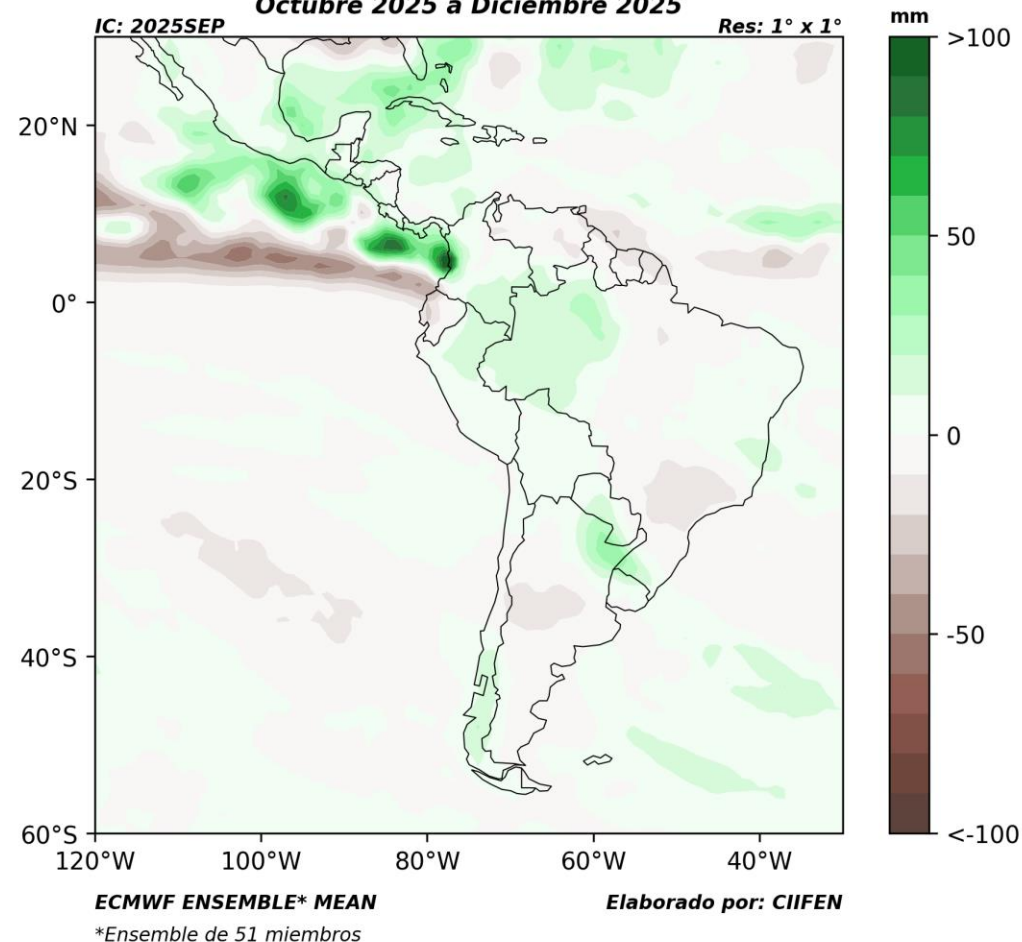 Octubre 2025 a Diciembre 2025
IC: 2025SEP
Res: 1° x 1°
mm
>100
50
0
-50
<-100
20°N
0°
20°S
40°S
60°S
120°W
100°W
80°W
60°W
40°W
ECMWF ENSEMBLE* MEAN
Elaborado por: CIIFEN
*Ensemble de 51 miembros